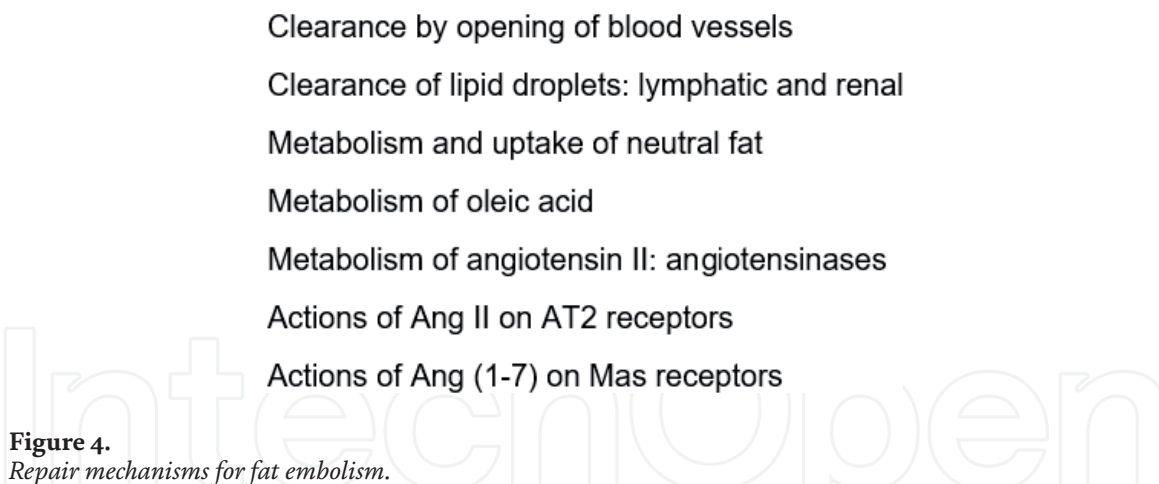 Clearance by opening of blood vessels
Clearance of lipid droplets: lymphatic and renal
Metabolism and uptake of neutral fat
Metabolism of oleic acid
Metabolism of angiotensin II: angiotensinases
Actions of Ang II on AT2 receptors
Actions of Ang (1-7) on Mas receptors
IntechOpen
Figure 4.
Repair mechanisms for fat embolism.